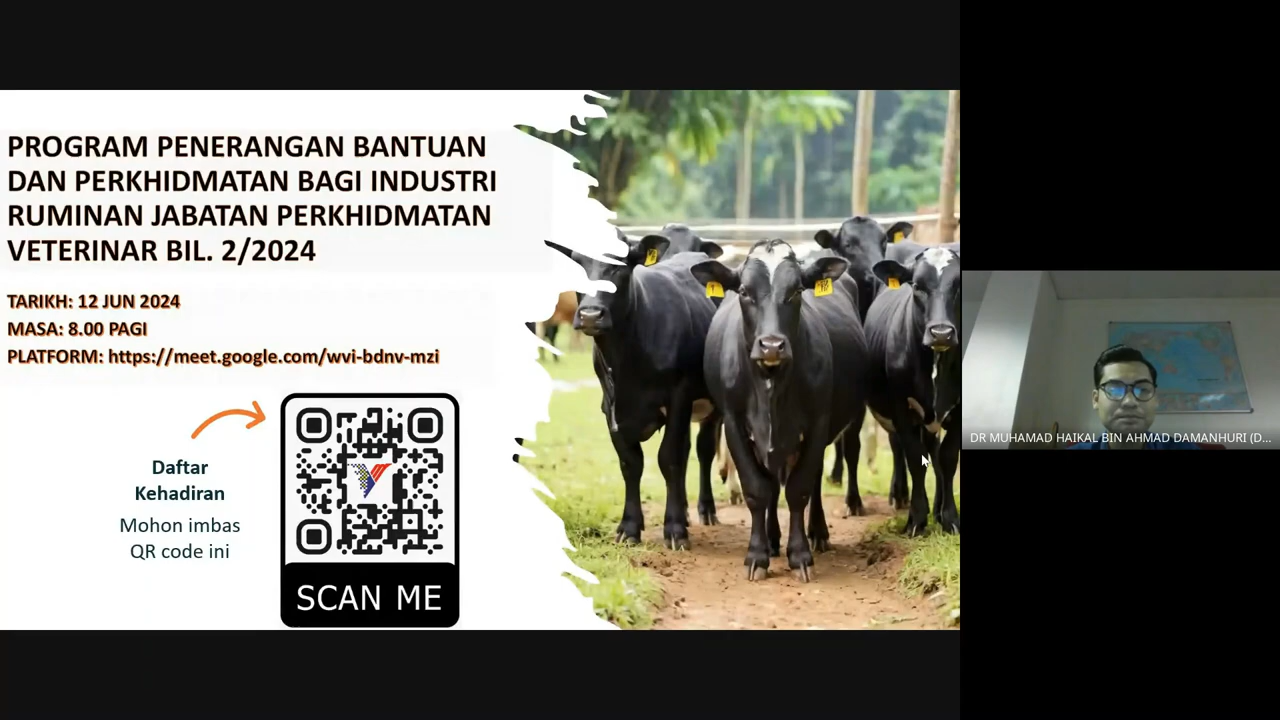 PROGRAM PENERANGAN BANTUAN
DAN PERKHIDMATAN BAGI INDUSTRI
RUMINAN JABATAN PERKHIDMATAN
VETERINAR BIL. 2/2024
TARIKH: 12 JUN 2024
MASA: 8.00 PAGI
PLATFORM: https://meet.google.com/wvi-bdnv-mzi
Daftar
Kehadiran
Mohon imbas
QR code ini
SCAN ME
DR MUHAMAD HAIKAL BIN AHMAD DAMANHURI (D...